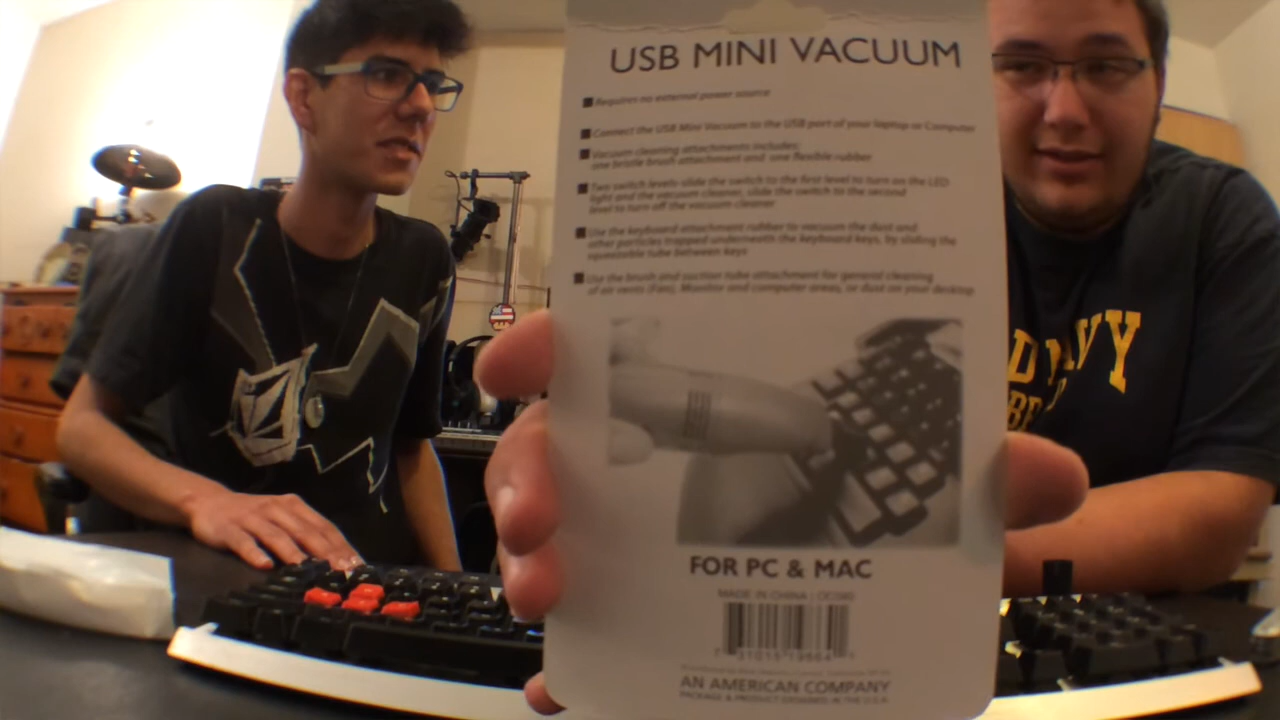 USB MINI VACUUM
Requires no external power source
Connect the USB Mini Vacuum to the USB port of your laptop or Computer
Vacuum cleaning attachments includes:
one bristle brush attachment and one flexible rubber
Two switch levels-slide the switch to the first level to turn on the LED
light and the vacuum cleaner, slide the switch to the second
level to turn off the vacuum cleaner
Use the keyboard attachment rubber to vacuum the dust and
other particles trapped underneath the keyboard keys, by sliding the
squeezable tube between keys
Use the brush and suction tube attachment for general cleaning
of air vents (Fan), Monitor and computer areas, or dust on your desktop
FOR PC & MAC
MADE IN CHINA
AN AMERICAN COMPANY
PACKAGE & PRODUCT DESIGNED IN THE U.S.A